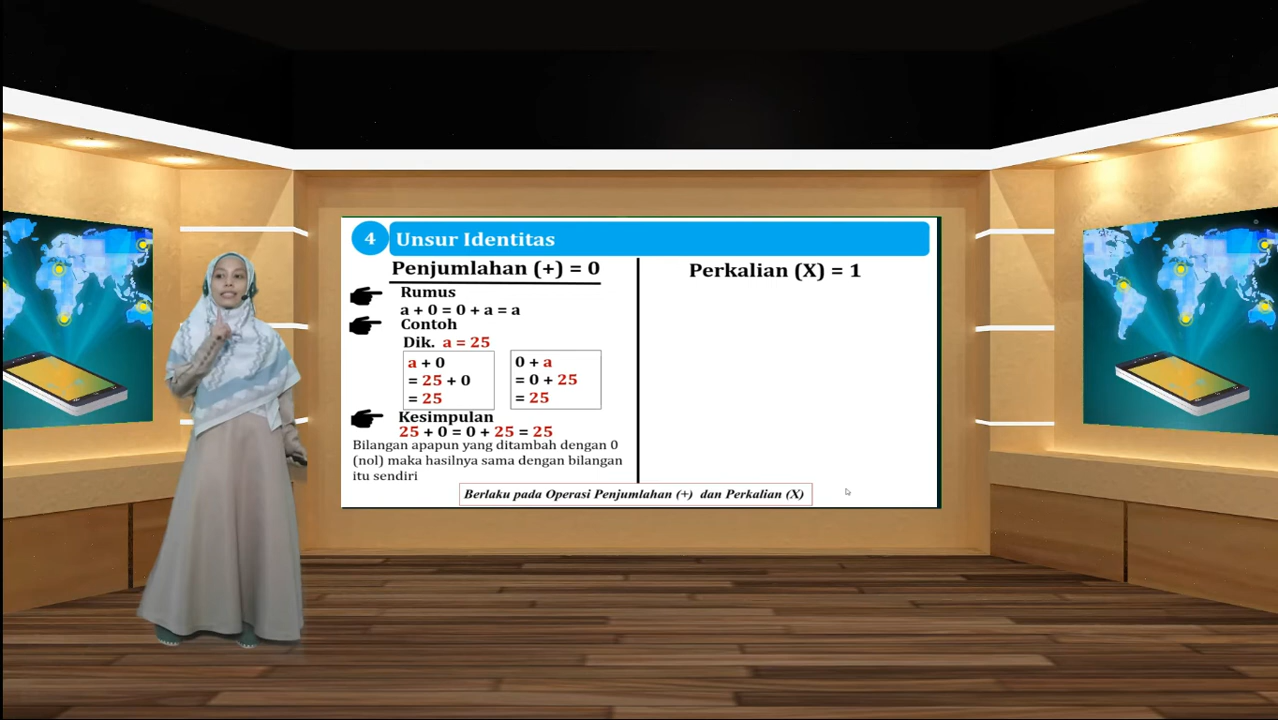 4 Unsur Identitas
Penjumlahan (+) = 0
Rumus
a + 0 = 0 + a = a
Contoh
Dik. a = 25
a + 0
= 25 + 0
= 25
0 + a
= 0 + 25
= 25
Kesimpulan
25 + 0 = 0 + 25 = 25
Bilangan apapun yang ditambah dengan 0
(nol) maka hasilnya sama dengan bilangan
itu sendiri
Perkalian (X) = 1
Berlaku pada Operasi Penjumlahan (+) dan Perkalian (X)